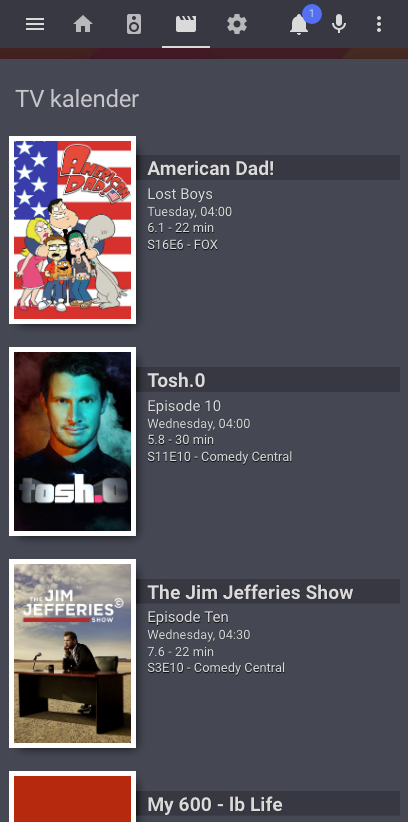 1
TV kalender
AMERICAN
DAD!
American Dad!
Lost Boys
Tuesday, 04:00
6.1 - 22 min
S16E6 - FOX
tosh.0
Tosh.0
Episode 10
Wednesday, 04:00
5.8 - 30 min
S11E10 - Comedy Central
THE JIM
JEFFERIES
SHOW
The Jim Jefferies Show
Episode Ten
Wednesday, 04:30
7.6 - 22 min
S3E10 - Comedy Central
My 600 - lb Life